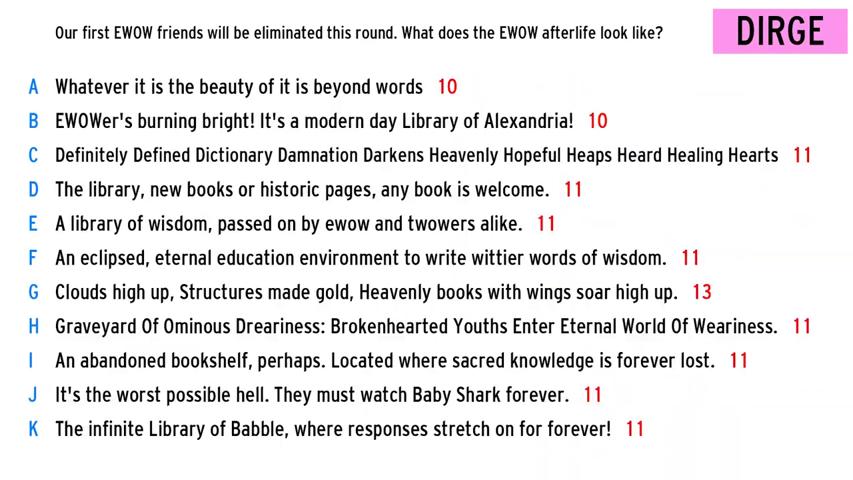 Our first EWOW friends will be eliminated this round. What does the EWOW afterlife look like?
DIRGE
A Whatever it is the beauty of it is beyond words 10
B EWOWer's burning bright! It's a modern day Library of Alexandria! 10
C Definitely Defined Dictionary Damnation Darkens Heavenly Hopeful Heaps Heard Healing Hearts 11
D The library, new books or historic pages, any book is welcome. 11
E A library of wisdom, passed on by ewow and twowers alike. 11
F An eclipsed, eternal education environment to write wittier words of wisdom. 11
G Clouds high up, Structures made gold, Heavenly books with wings soar high up. 13
H Graveyard Of Ominous Dreariness: Brokenhearted Youths Enter Eternal World Of Weariness. 11
I An abandoned bookshelf, perhaps. Located where sacred knowledge is forever lost. 11
J It's the worst possible hell. They must watch Baby Shark forever. 11
K The infinite Library of Babble, where responses stretch on for forever! 11